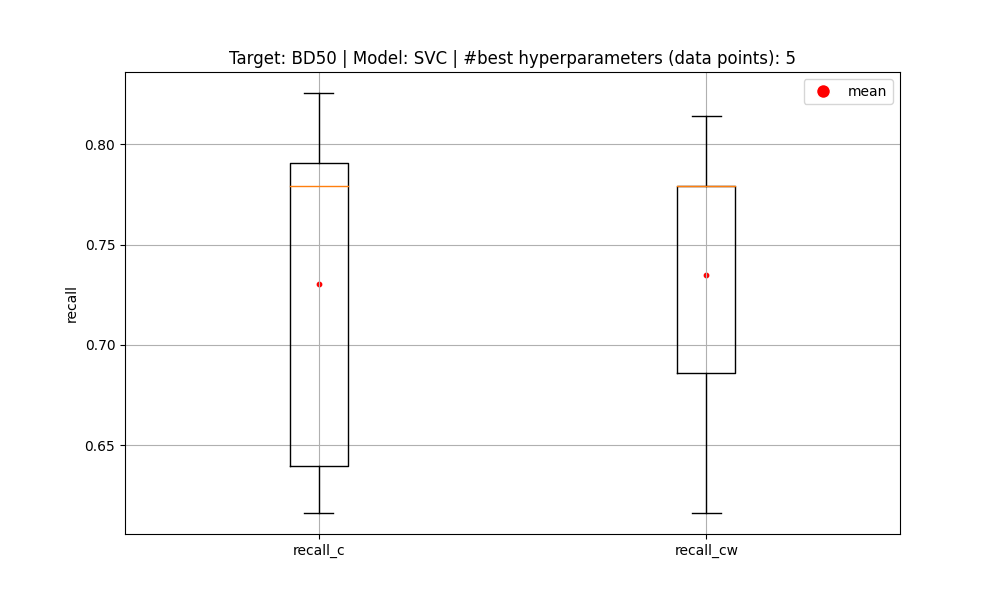 Target: BD50 | Model: SVC | #best hyperparameters (data points): 5
mean
0.80
0.75
0.70
0.65
recall
recall_c
recall_cw